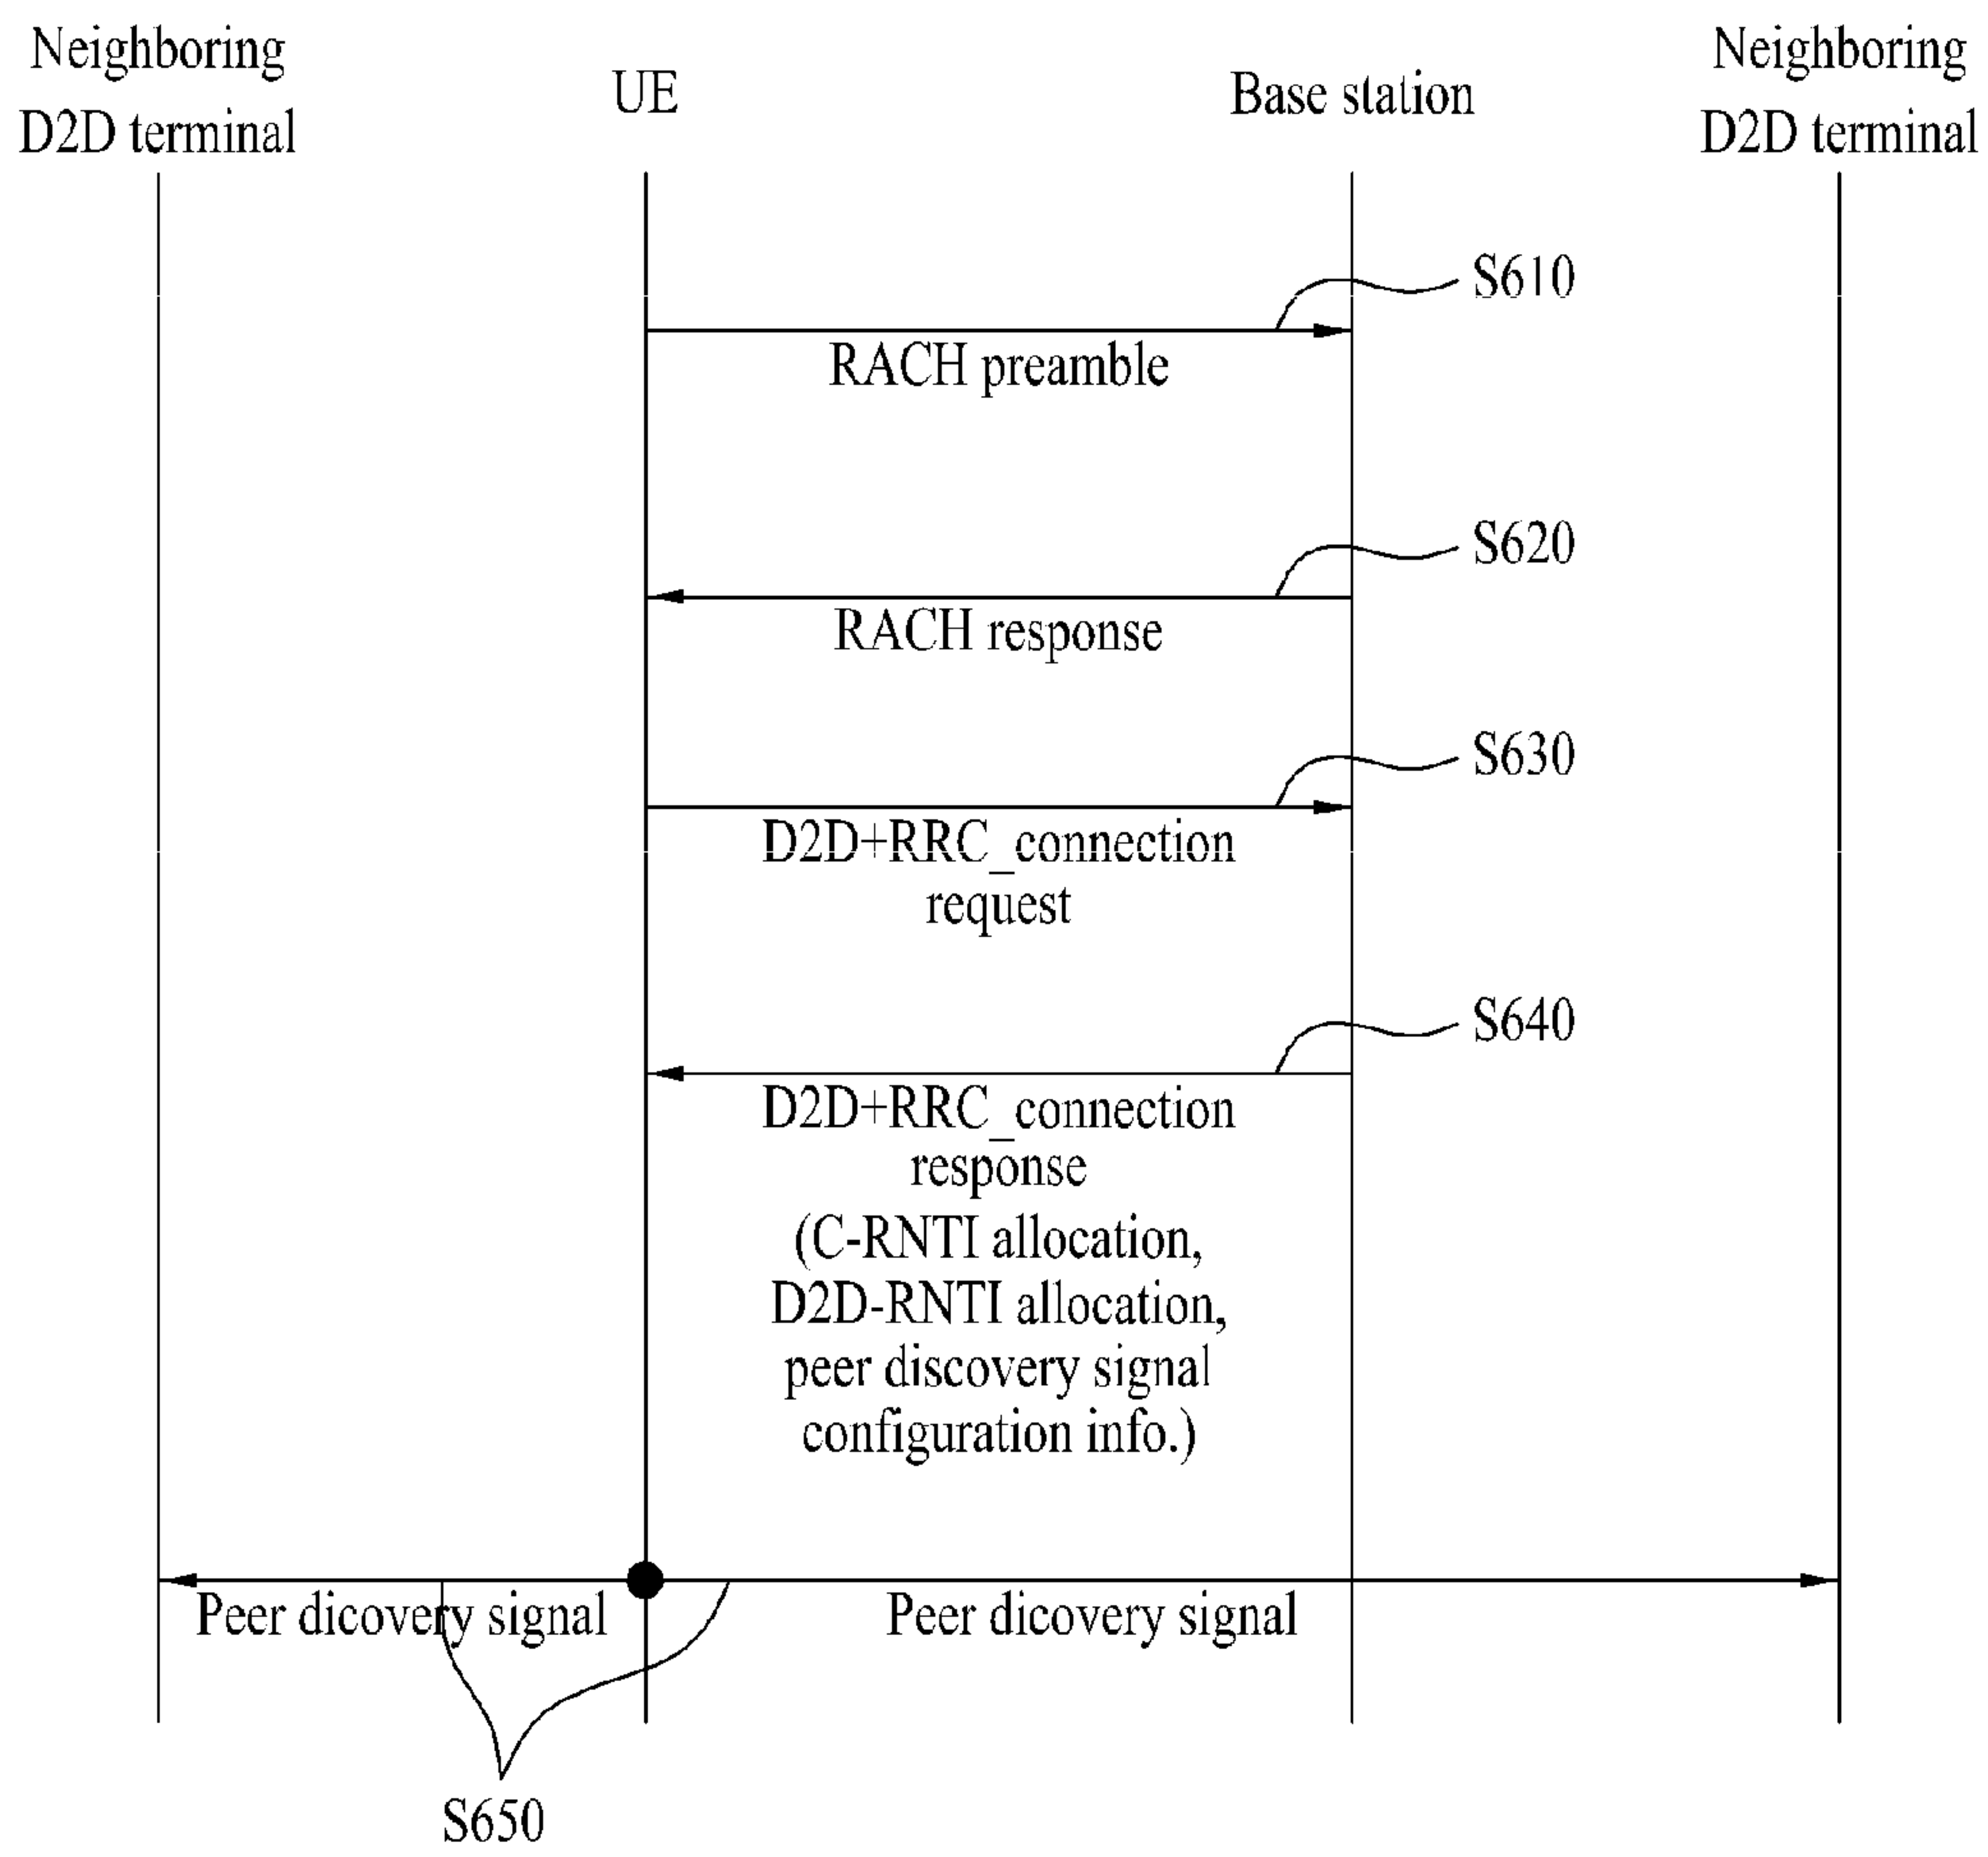 Neighboring
D2D terminal
UE
Base station
Neighboring
D2D terminal
S610
RACH preamble
S620
RACH response
S630
D2D+RRC_connection
request
S640
D2D+RRC_connection
response
(C-RNTI allocation,
D2D-RNTI allocation,
peer discovery signal
configuration info.)
Peer dicovery signal
Peer dicovery signal
S650